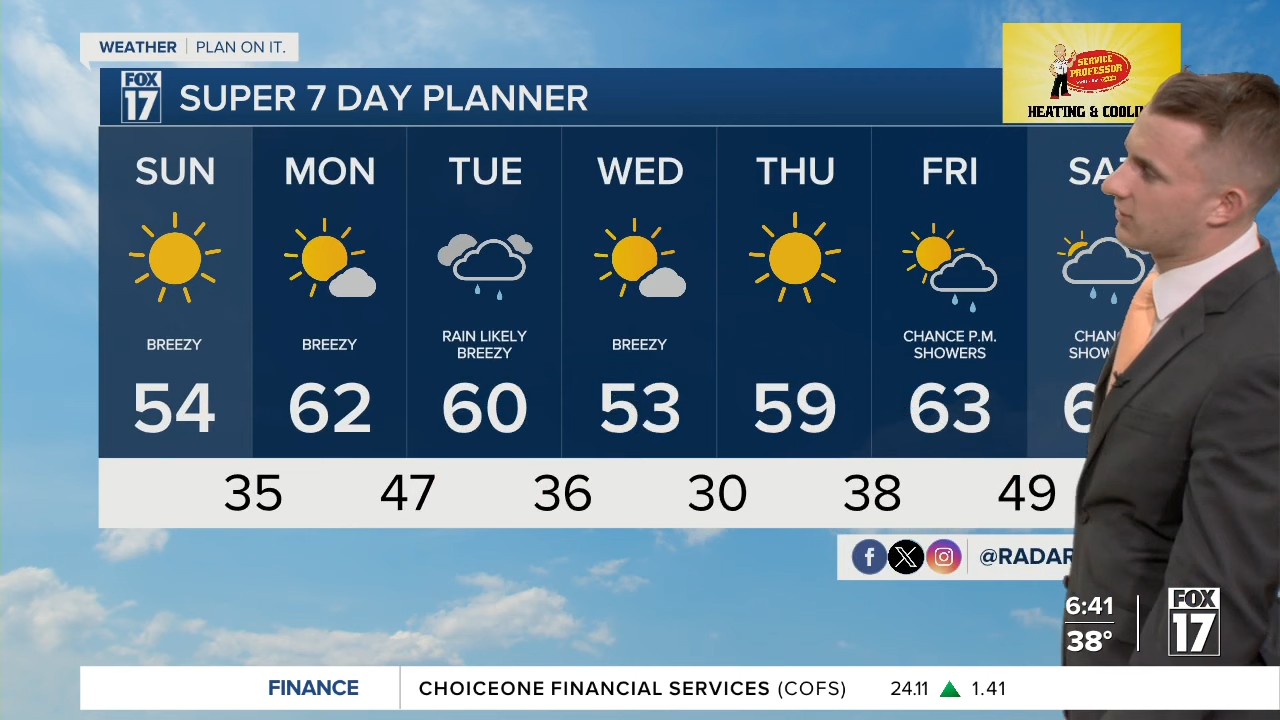 WEATHER | PLAN ON IT.
FOX 17
SUPER 7 DAY PLANNER
SERVICE
PROFESSOR
HEATING &
SUN MON TUE WED THU FRI
BREEZY BREEZY RAIN LIKELY BREEZY BREEZY CHANCE P.M. SHOWERS
54 62 60 53 59 63
35 47 36 30 38 49
6:41
38°
FOX 17
FINANCE
CHOICEONE FINANCIAL SERVICES (COFS) 24.11 ▲ 1.41